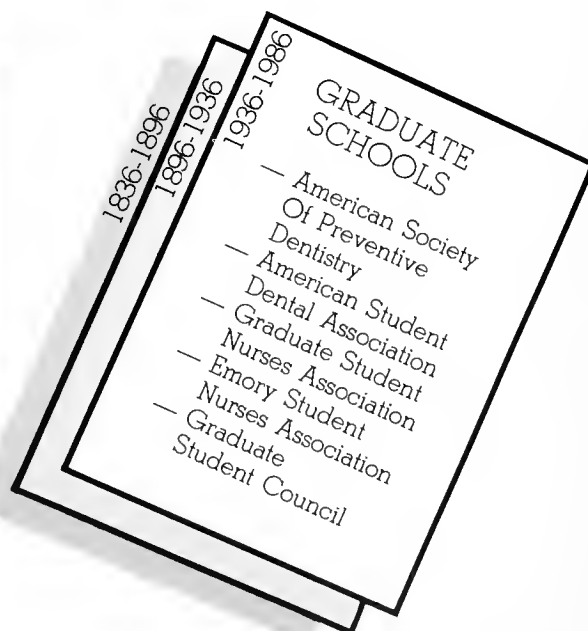 1836-1896
1896-1936
1936-1986
GRADUATE
SCHOOLS
— American Society
Of Preventive
Dentistry
— American Student
Dental Association
— Graduate Student
Nurses Association
— Emory Student
Nurses Association
— Graduate
Student Council